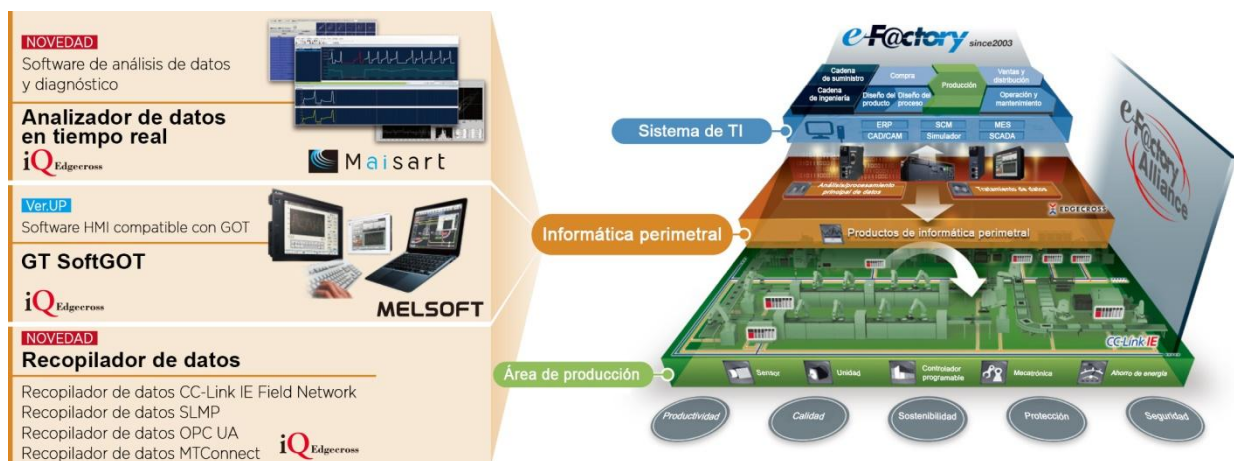 NOVEDAD
Software de análisis de datos
y diagnóstico
Analizador de datos
en tiempo real
iQ Edgecross
Maisart
Ver.UP
Software HMI compatible con GOT
GT SoftGOT
iQ Edgecross
MELSOFT
NOVEDAD
Recopilador de datos
Recopilador de datos CC-Link IE Field Network
Recopilador de datos SLMP
Recopilador de datos OPC UA
Recopilador de datos MTConnect
iQ Edgecross
Sistema de TI
Informática perimetral
Área de producción
e-F@ctory since2003
Cadena
de suministro
Compra
Producción
Ventas y
distribución
Cadena
de ingeniería
Diseño del
producto
Diseño del
proceso
Operación y
mantenimiento
ERP
SCM
MES
CAD/CAM
Simulador
SCADA
Análisis/procesamiento
principal de datos
Tratamiento de datos
EDGECROSS
Productos de informática perimetral
CC-Link IE
Sensor
Unidad
Controlador
programable
Mecatrónica
Ahorro de energía
Productividad
Calidad
Sostenibilidad
Protección
Seguridad
e-F@ctory
Alliance